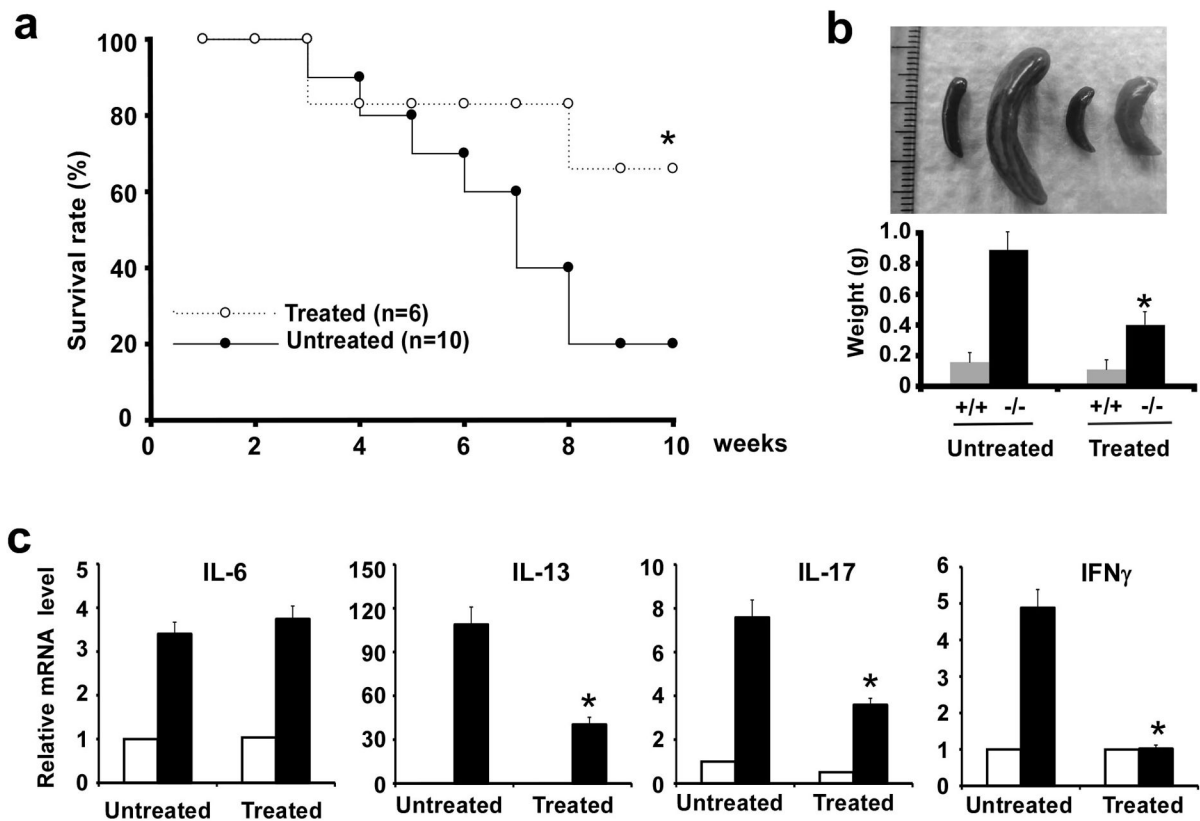 a
100
80
60
40
20
0
Survival rate (%)
*
Treated (n=6)
Untreated (n=10)
0 2 4 6 8 10 weeks
b
1.0
0.8
0.6
0.4
0.2
0
Weight (g)
*
+/+ -/- +/+ -/-
Untreated Treated
c
Relative mRNA level
IL-6
5
4
3
2
1
0
Untreated Treated
IL-13
150
120
90
60
30
0
*
Untreated Treated
IL-17
10
8
6
4
2
0
*
Untreated Treated
IFNγ
6
5
4
3
2
1
0
*
Untreated Treated